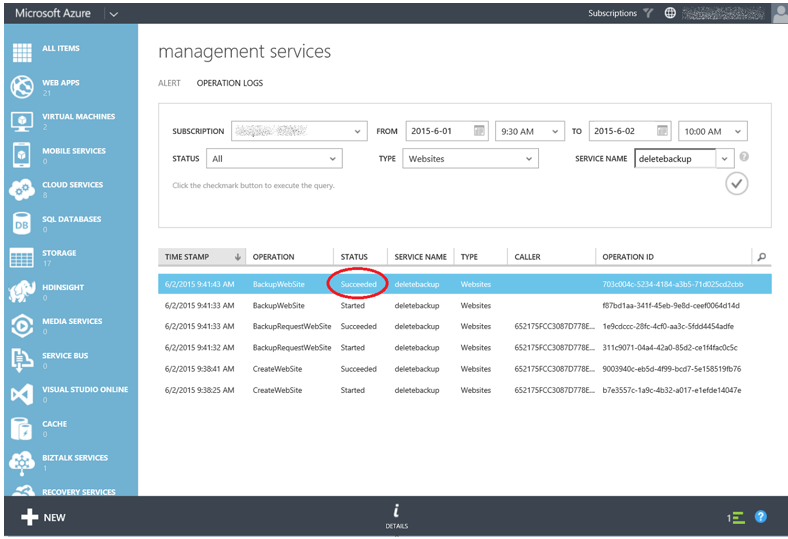 Microsoft Azure
Subscriptions
ALL ITEMS
WEB APPS
21
VIRTUAL MACHINES
2
MOBILE SERVICES
0
CLOUD SERVICES
8
SQL DATABASES
0
DB
STORAGE
17
HDINSIGHT
0
MEDIA SERVICES
0
SERVICE BUS
0
VISUAL STUDIO ONLINE
0
CACHE
0
BIZTALK SERVICES
1
RECOVERY SERVICES
management services
ALERT OPERATION LOGS
SUBSCRIPTION FROM 2015-6-01 9:30 AM TO 2015-6-02 10:00 AM
STATUS All TYPE Websites SERVICE NAME deletebackup ?
Click the checkmark button to execute the query.
TIME STAMP OPERATION STATUS SERVICE NAME TYPE CALLER OPERATION ID
6/2/2015 9:41:43 AM BackupWebSite Succeeded deletebackup Websites 703c004c-5234-4184-a3b5-71d025cd2cbb
6/2/2015 9:41:33 AM BackupWebSite Started deletebackup Websites f87bd1aa-341f-45eb-9e8d-ceef0064d14d
6/2/2015 9:41:33 AM BackupRequestWebSite Succeeded deletebackup Websites 652175FCC3087D778E... 1e9cdccc-28fc-4cf0-aa3c-5fdd4454adfe
6/2/2015 9:41:32 AM BackupRequestWebSite Started deletebackup Websites 652175FCC3087D778E... 311c9071-04a4-42a0-85d2-ce1f4fac0c5c
6/2/2015 9:38:41 AM CreateWebSite Succeeded deletebackup Websites 652175FCC3087D778E... 9003940c-eb5d-4f99-bcd7-5e158519fb76
6/2/2015 9:38:25 AM CreateWebSite Started deletebackup Websites 652175FCC3087D778E... b7e3557c-1a9c-4b32-a017-e1efde14047e
NEW
i
DETAILS
1
?